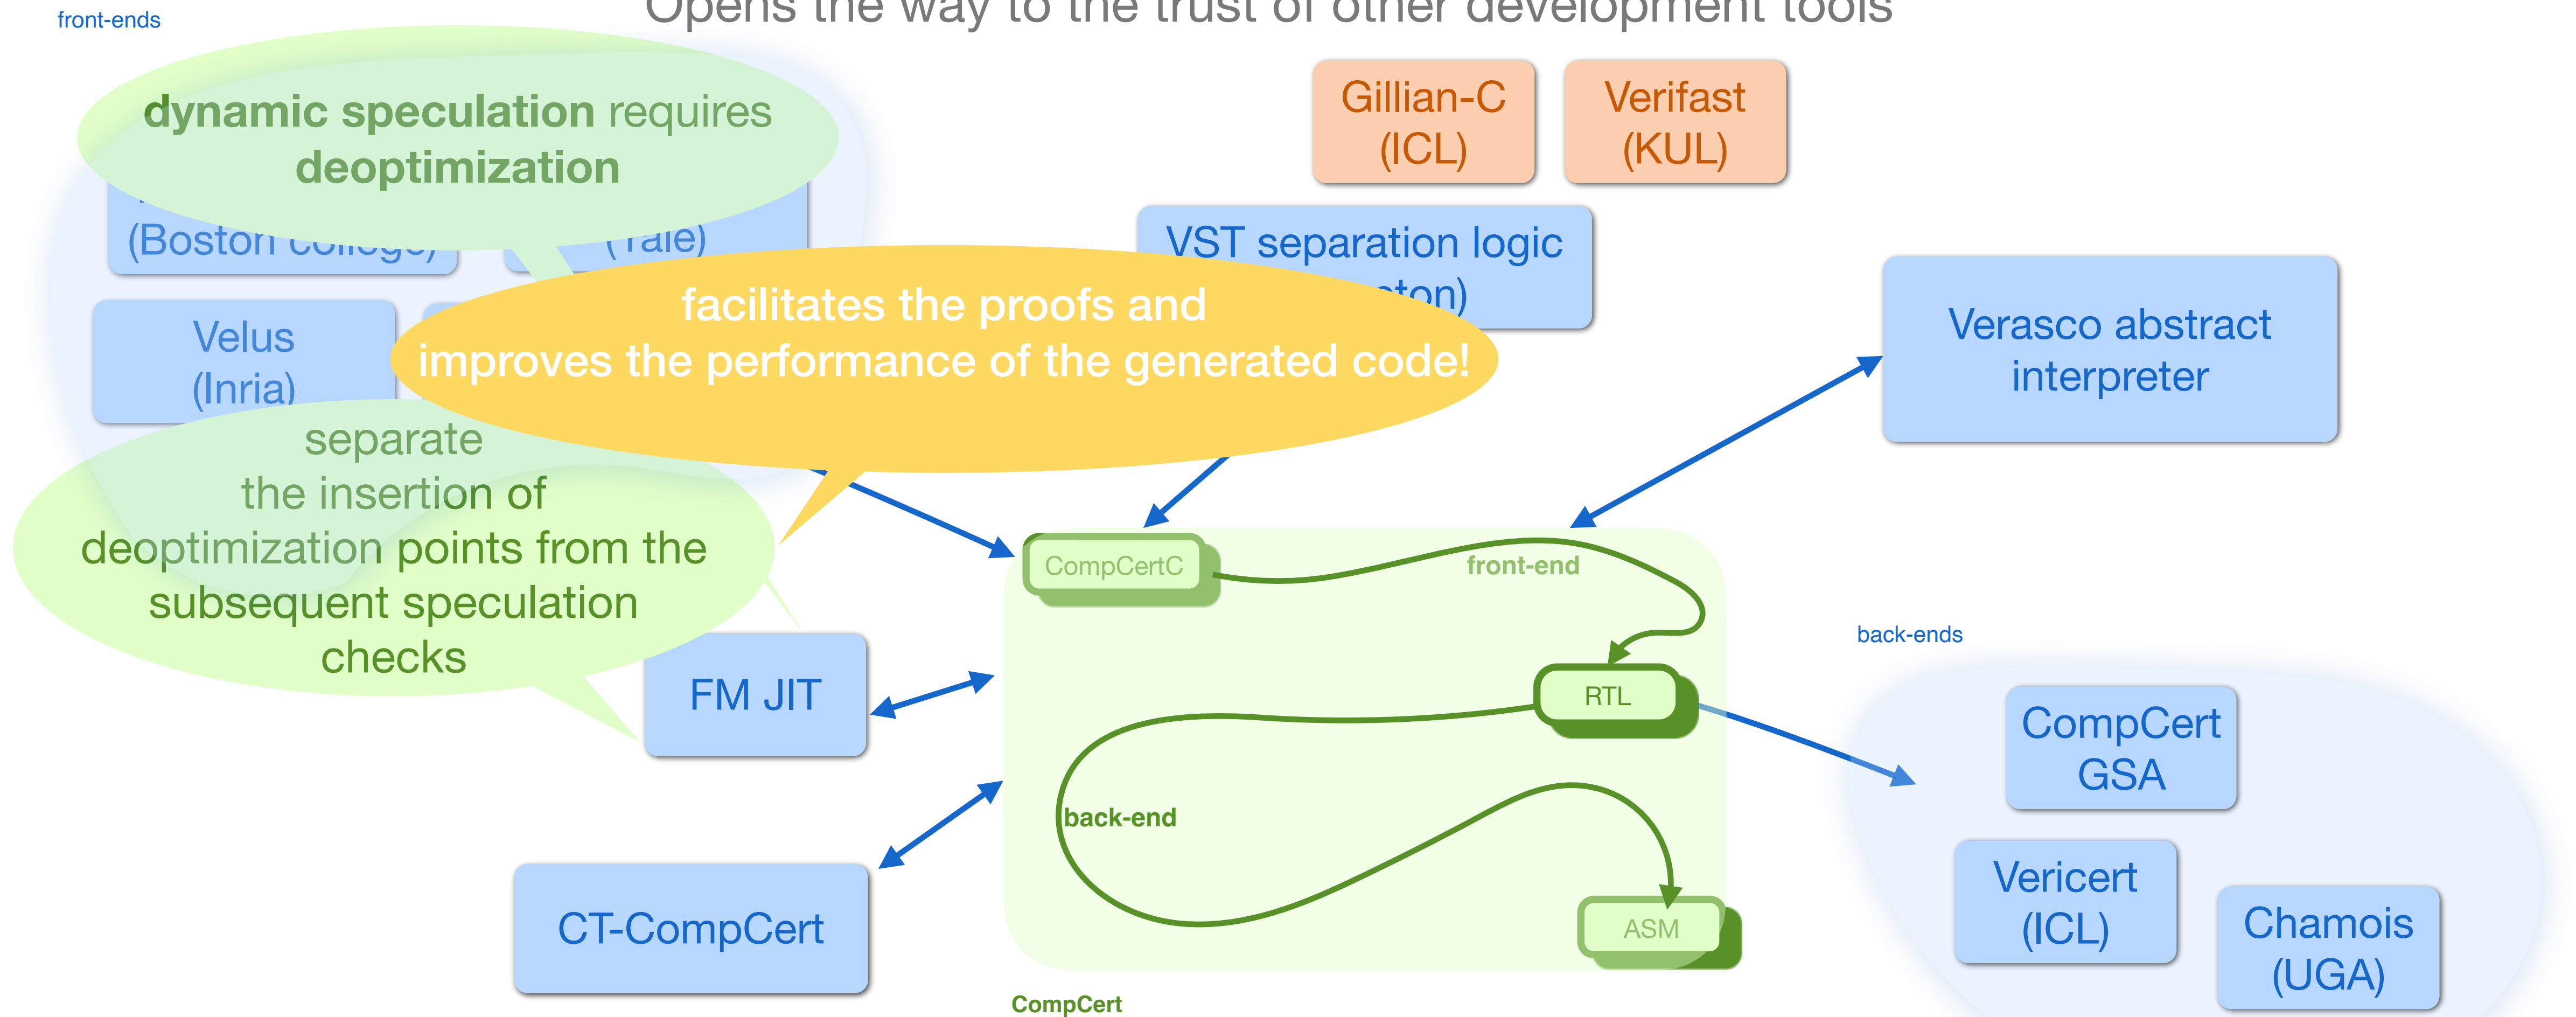 Opens the way to the trust of other development tools
front-ends
dynamic speculation requires
deoptimization
Gillian-C
(ICL)
Verifast
(KUL)
(Boston college)
(Yale)
VST separation logic
facilitates the proofs and
improves the performance of the generated code!
Velus
(Inria)
Verasco abstract
interpreter
separate
the insertion of
deoptimization points from the
subsequent speculation
checks
CompCertC
front-end
FM JIT
RTL
back-ends
CompCert
GSA
back-end
CT-CompCert
Vericert
(ICL)
ASM
Chamois
(UGA)
CompCert